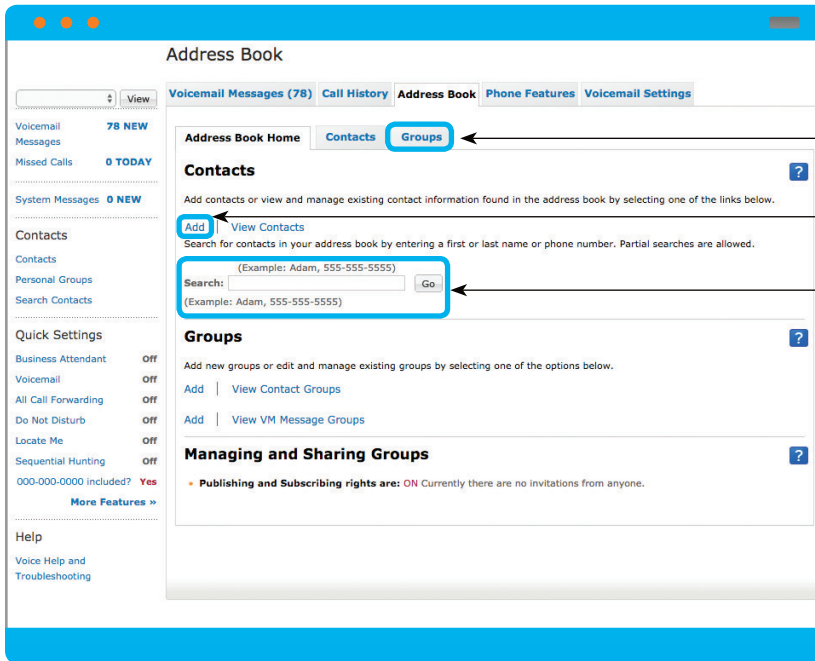 Address Book
View
Voicemail Messages (78) Call History Address Book Phone Features Voicemail Settings
Voicemail Messages 78 NEW
Missed Calls 0 TODAY
System Messages 0 NEW
Contacts
Contacts
Personal Groups
Search Contacts
Quick Settings
Business Attendant Off
Voicemail Off
All Call Forwarding Off
Do Not Disturb Off
Locate Me Off
Sequential Hunting Off
000-000-0000 included? Yes
More Features »
Help
Voice Help and
Troubleshooting
Address Book Home Contacts Groups
Contacts
?
Add contacts or view and manage existing contact information found in the address book by selecting one of the links below.
Add | View Contacts
Search for contacts in your address book by entering a first or last name or phone number. Partial searches are allowed.
(Example: Adam, 555-555-5555)
Search: Go
(Example: Adam, 555-555-5555)
Groups
?
Add new groups or edit and manage existing groups by selecting one of the options below.
Add | View Contact Groups
Add | View VM Message Groups
Managing and Sharing Groups
?
• Publishing and Subscribing rights are: ON Currently there are no invitations from anyone.